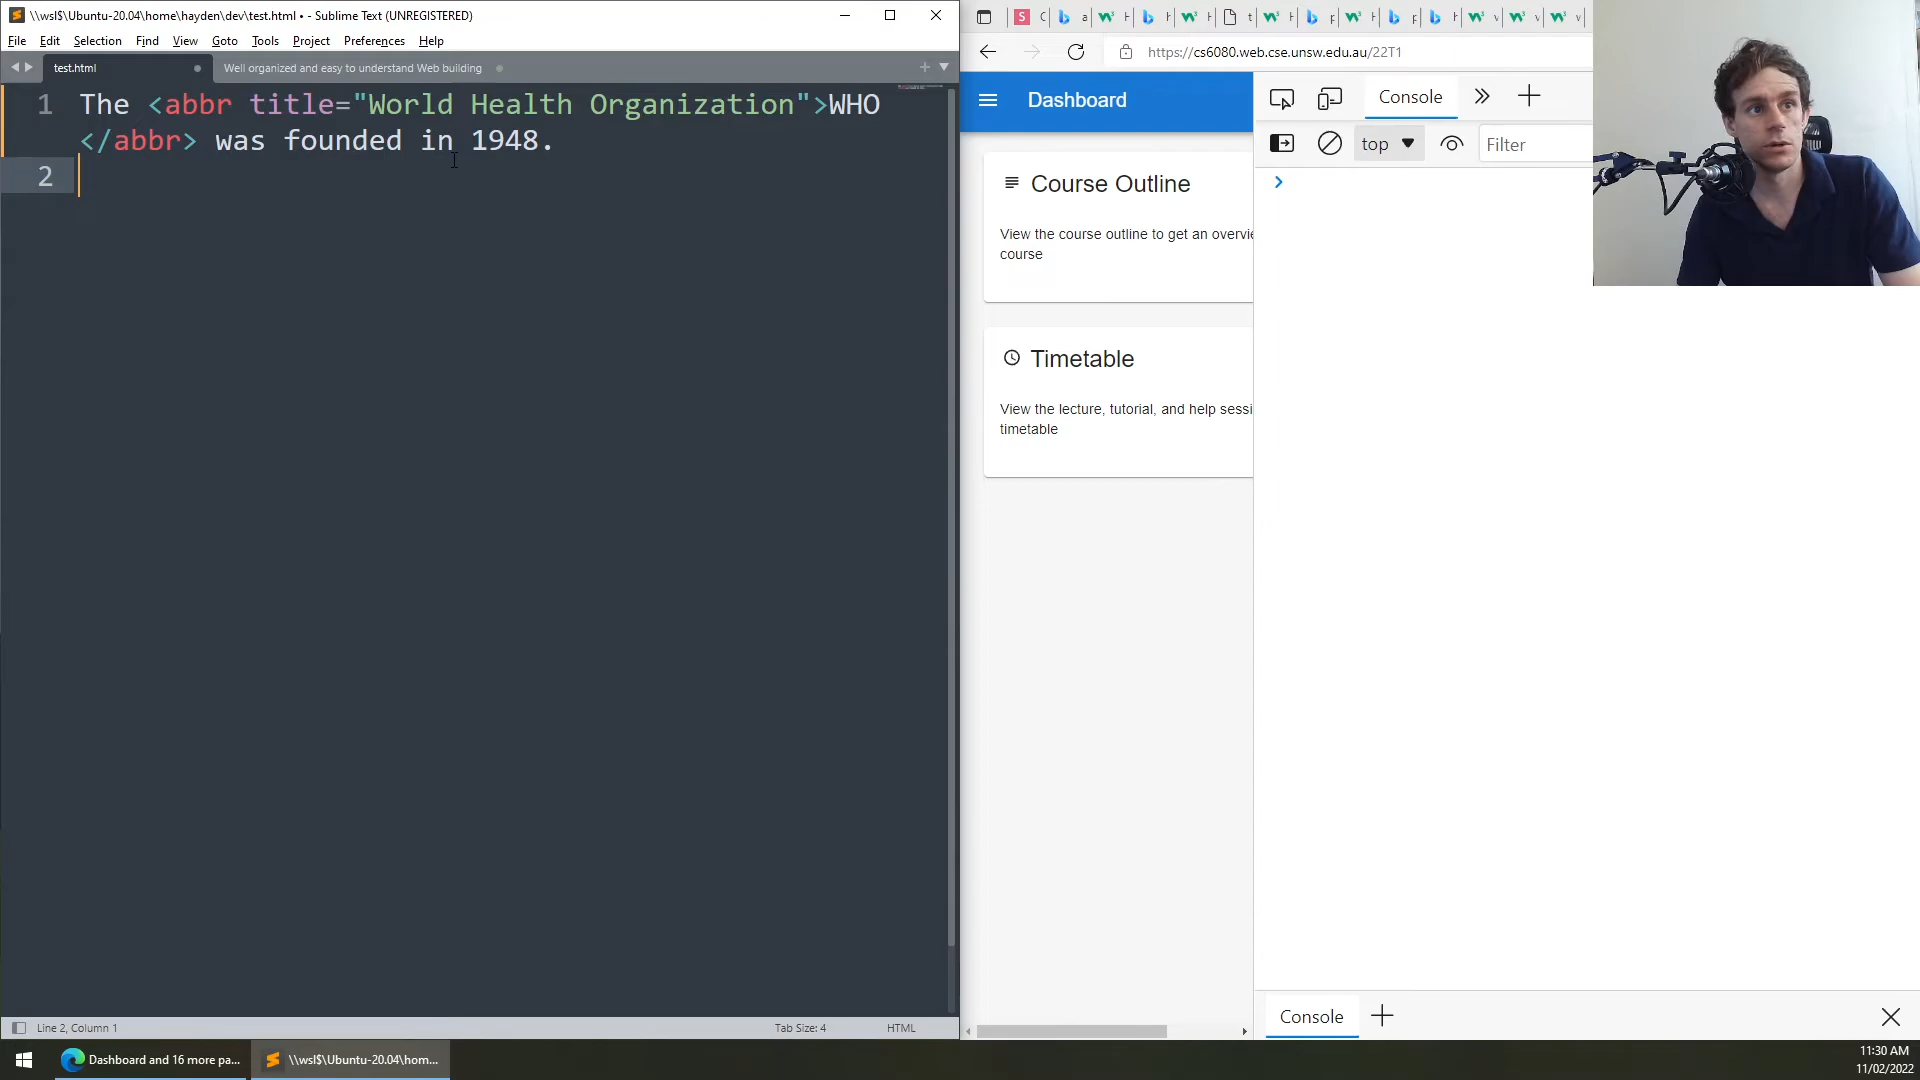 \\wsl$\Ubuntu-20.04\home\hayden\dev\test.html • - Sublime Text (UNREGISTERED)
File Edit Selection Find View Goto Tools Project Preferences Help
test.html
Well organized and easy to understand Web building
1 The <abbr title="World Health Organization">WHO
</abbr> was founded in 1948.
2
Line 2, Column 1
Tab Size: 4
HTML
https://cs6080.web.cse.unsw.edu.au/22T1
Dashboard
Course Outline
View the course outline to get an overvie
course
Timetable
View the lecture, tutorial, and help sessi
timetable
Console
top
Filter
Console
Dashboard and 16 more pa...
\\wsl$\Ubuntu-20.04\hom...
11:30 AM
11/02/2022